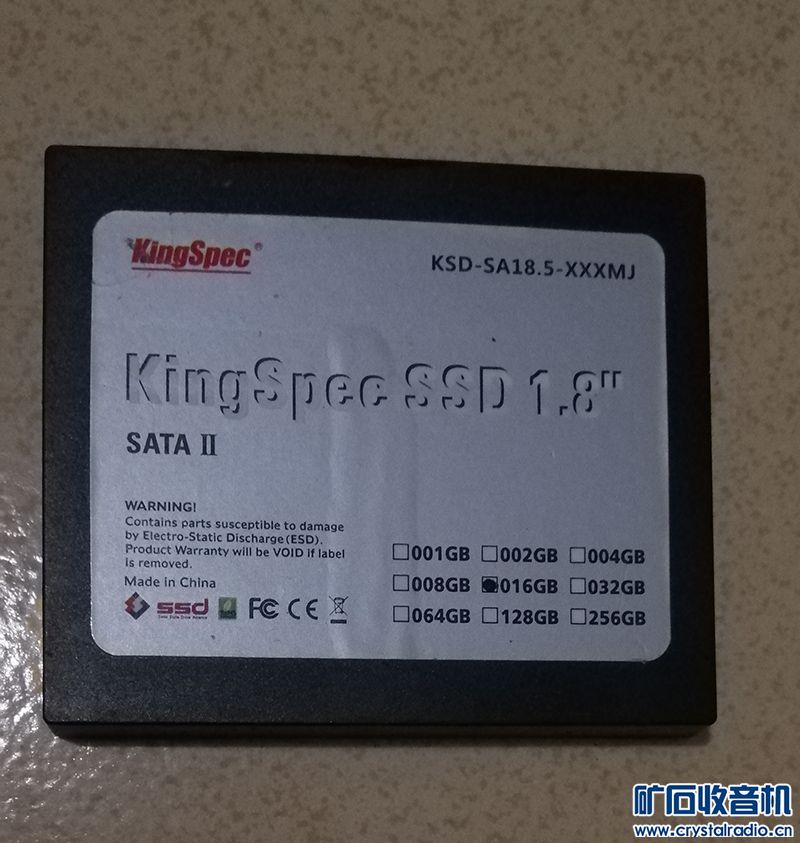 KingSpec®
KSD-SA18.5-XXXMJ
KingSpec SSD 1.8"
SATA II
WARNING!
Contains parts susceptible to damage
by Electro-Static Discharge(ESD).
Product Warranty will be VOID if label
is removed.
Made in China
ssd
FC CE
□001GB □002GB □004GB
□008GB ■016GB □032GB
□064GB □128GB □256GB
矿石收音机
www.crystalradio.cn